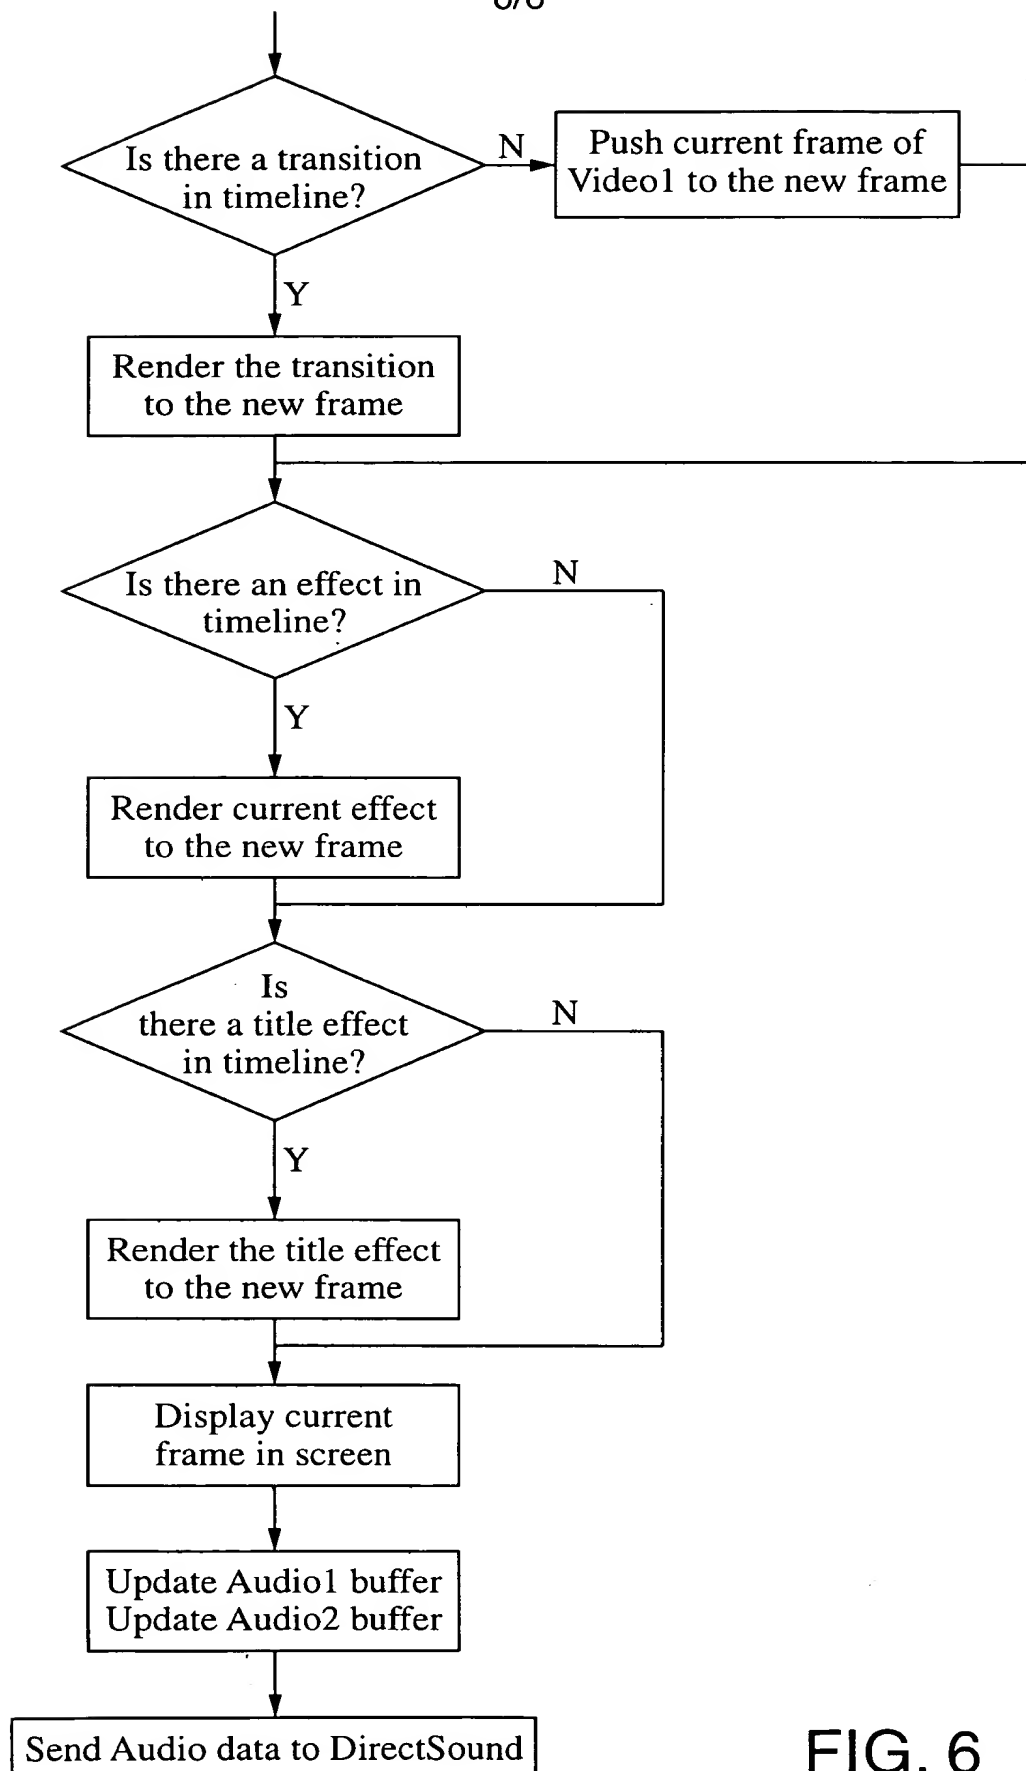 Is there a transition
in timeline?
N
Push current frame of
Video1 to the new frame
Y
Render the transition
to the new frame
Is there an effect in
timeline?
N
Y
Render current effect
to the new frame
Is
there a title effect
in timeline?
N
Y
Render the title effect
to the new frame
Display current
frame in screen
Update Audio1 buffer
Update Audio2 buffer
Send Audio data to DirectSound
FIG. 6